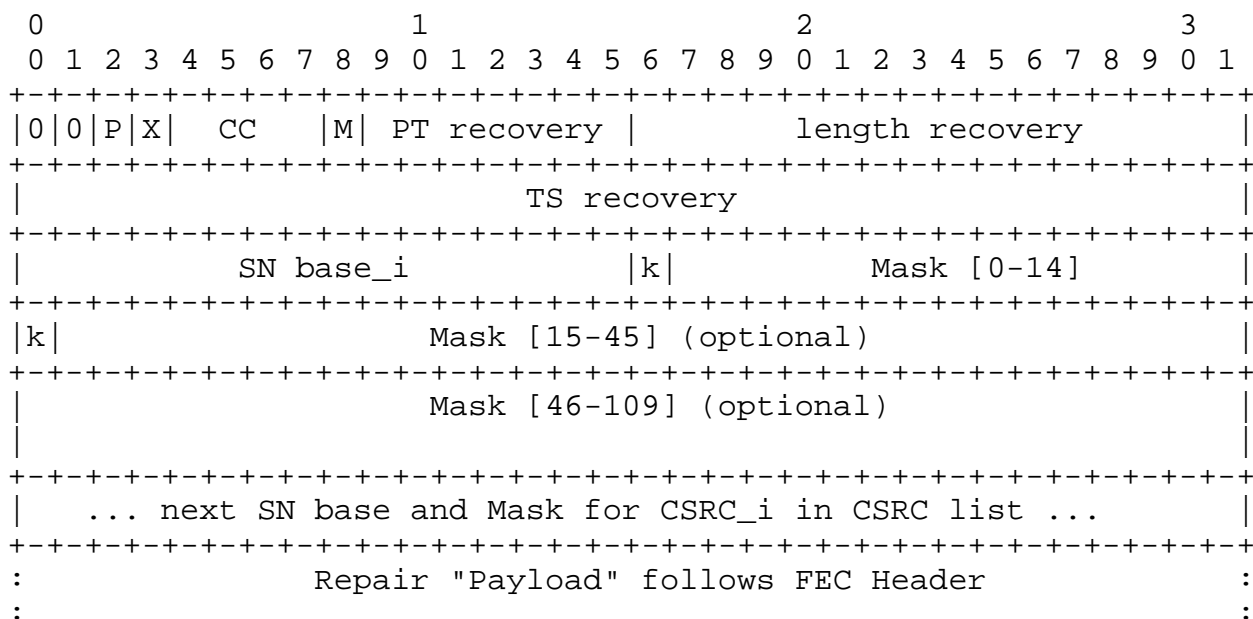 0                   1                   2                   3
 0 1 2 3 4 5 6 7 8 9 0 1 2 3 4 5 6 7 8 9 0 1 2 3 4 5 6 7 8 9 0 1
+-+-+-+-+-+-+-+-+-+-+-+-+-+-+-+-+-+-+-+-+-+-+-+-+-+-+-+-+-+-+-+-+
|0|0|P|X|  CC   |M| PT recovery |        length recovery        |
+-+-+-+-+-+-+-+-+-+-+-+-+-+-+-+-+-+-+-+-+-+-+-+-+-+-+-+-+-+-+-+-+
|                          TS recovery                          |
+-+-+-+-+-+-+-+-+-+-+-+-+-+-+-+-+-+-+-+-+-+-+-+-+-+-+-+-+-+-+-+-+
|           SN base_i           |k|          Mask [0-14]        |
+-+-+-+-+-+-+-+-+-+-+-+-+-+-+-+-+-+-+-+-+-+-+-+-+-+-+-+-+-+-+-+-+
|k|                   Mask [15-45] (optional)                   |
+-+-+-+-+-+-+-+-+-+-+-+-+-+-+-+-+-+-+-+-+-+-+-+-+-+-+-+-+-+-+-+-+
|                     Mask [46-109] (optional)                  |
|                                                               |
+-+-+-+-+-+-+-+-+-+-+-+-+-+-+-+-+-+-+-+-+-+-+-+-+-+-+-+-+-+-+-+-+
|   ... next SN base and Mask for CSRC_i in CSRC list ...       |
+-+-+-+-+-+-+-+-+-+-+-+-+-+-+-+-+-+-+-+-+-+-+-+-+-+-+-+-+-+-+-+-+
:               Repair "Payload" follows FEC Header             :
:                                                               :